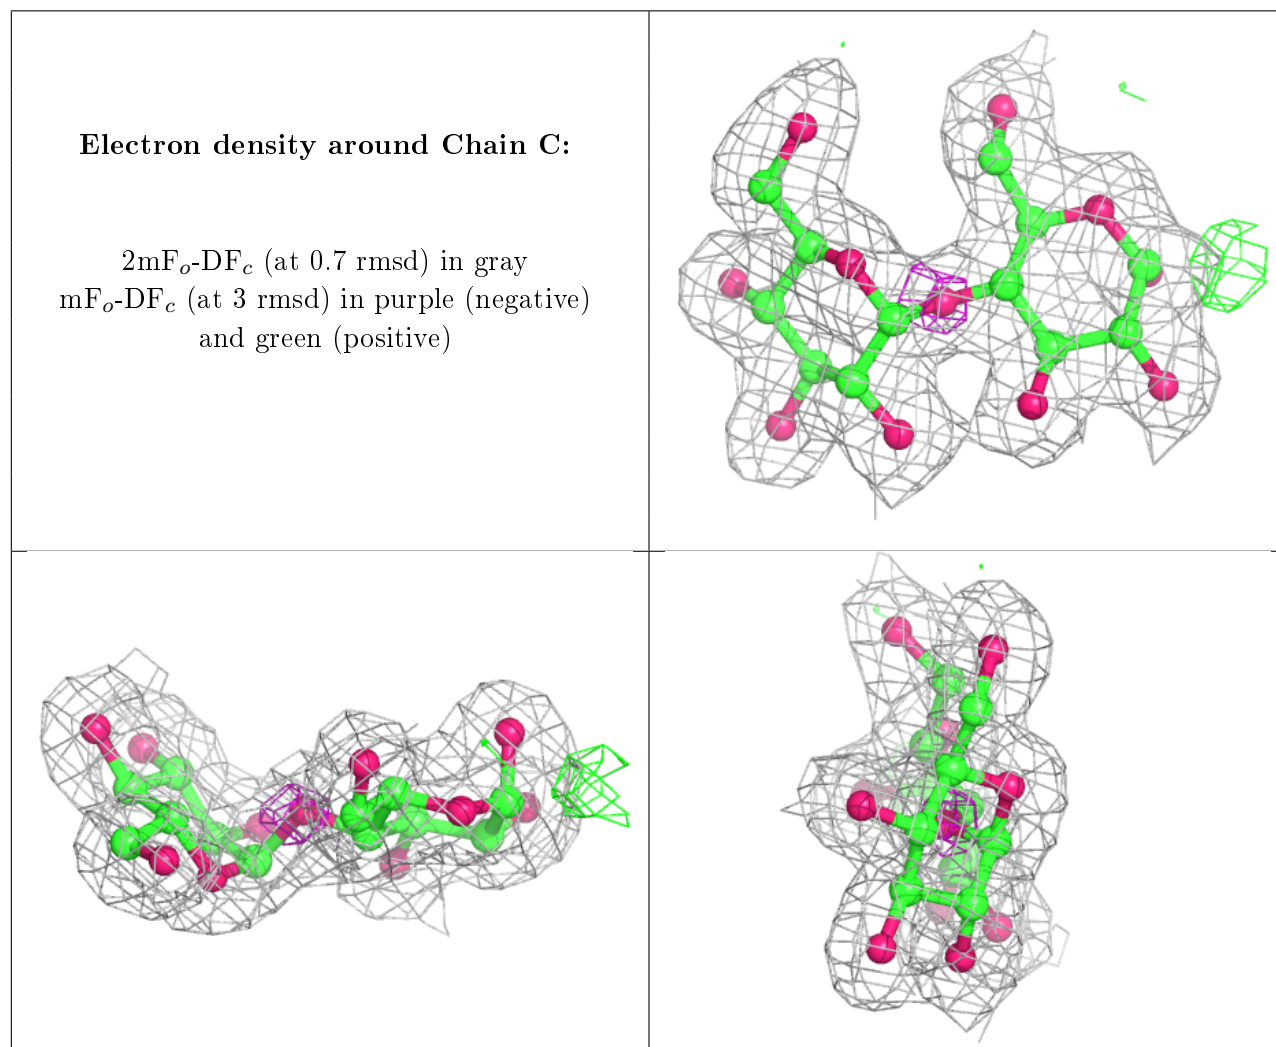 Electron density around Chain C:
2mFₒ-DF𝒸 (at 0.7 rmsd) in gray
mFₒ-DF𝒸 (at 3 rmsd) in purple (negative)
and green (positive)